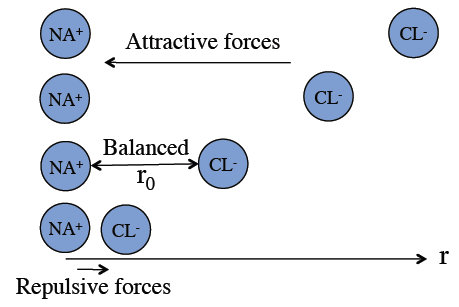 NA⁺
CL⁻
Attractive forces
NA⁺
CL⁻
NA⁺
Balanced
r₀
CL⁻
NA⁺
CL⁻
r
Repulsive forces